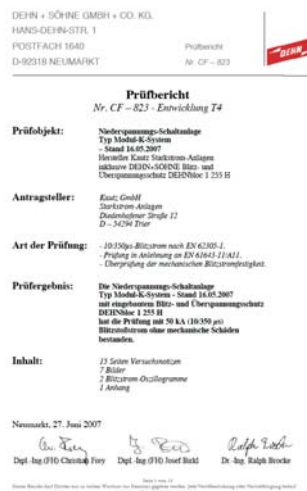 DEHN + SÖHNE GMBH + CO. KG.
HANS-DEHN-STR. 1
POSTFACH 1640
Prüfbericht
D-92318 NEUMARKT
Nr. CF – 823
DEHN
Prüfbericht
Nr. CF – 823 - Entwicklung T4
Prüfobjekt:
Niederspannungs-Schaltanlage
Typ Modul-K-System
– Stand 16.05.2007
Hersteller Kautz Starkstrom-Anlagen
inklusive DEHN+SÖHNE Blitz- und
Überspannungsschutz DEHNbloc 1 255 H
Antragsteller:
Kautz GmbH
Starkstrom-Anlagen
Diedenhofener Straße 12
D – 54294 Trier
Art der Prüfung:
- 10/350µs-Blitzstrom nach EN 62305-1.
- Prüfung in Anlehnung an EN 61643-11/A11.
- Überprüfung der mechanischen Blitzstromfestigkeit.
Prüfergebnis:
Die Niederspannungs-Schaltanlage
Typ Modul-K-System - Stand 16.05.2007
mit eingebautem Blitz- und Überspannungsschutz
DEHNbloc 1 255 H
hat die Prüfung mit 50 kA (10/350 µs)
Blitzstoßstrom ohne mechanische Schäden
bestanden.
Inhalt:
15 Seiten Versuchsnotizen
7 Bilder
2 Blitzstrom-Oszillogramme
1 Anhang
Neumarkt, 27. Juni 2007
Dipl.-Ing.(FH) Christian Frey
Dipl.-Ing.(FH) Josef Birkl
Dr.-Ing. Ralph Brocke